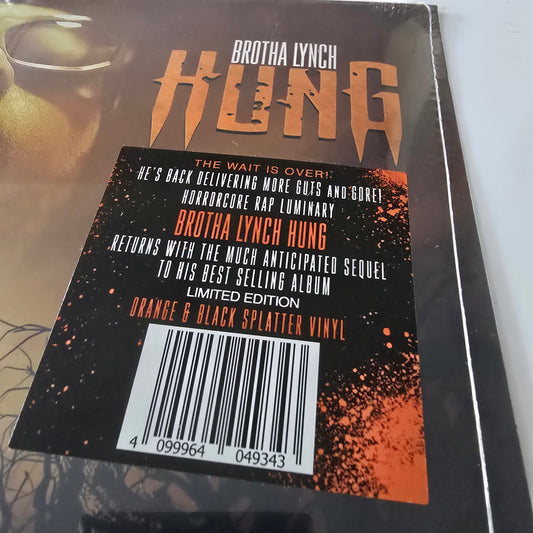 BROTHA LYNCH
HUNG
THE WAIT IS OVER!
HE'S BACK DELIVERING MORE GUTS AND GORE!
HORRORCORE RAP LUMINARY
BROTHA LYNCH HUNG
RETURNS WITH THE MUCH ANTICIPATED SEQUEL
TO HIS BEST SELLING ALBUM
LIMITED EDITION
ORANGE & BLACK SPLATTER VINYL
4 099964 049343